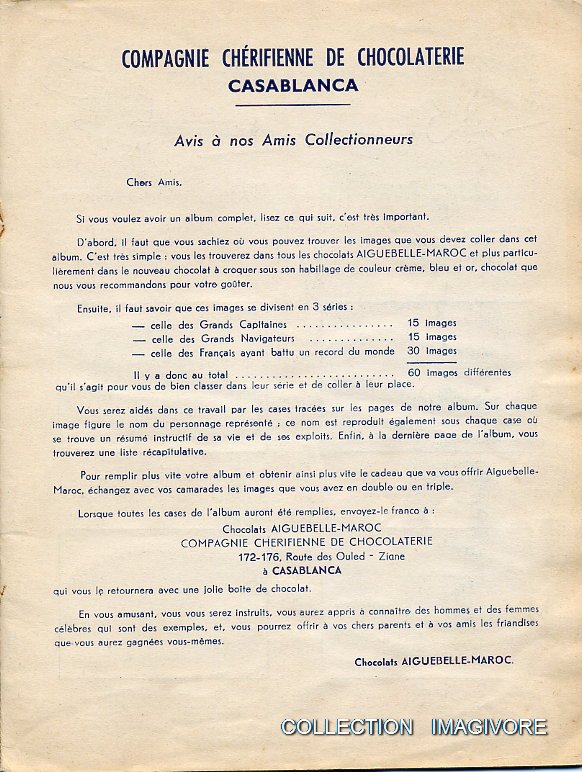 COMPAGNIE CHÉRIFIENNE DE CHOCOLATERIE
CASABLANCA
Avis à nos Amis Collectionneurs
Chers Amis,
Si vous voulez avoir un album complet, lisez ce qui suit, c'est très important.
D'abord, il faut que vous sachiez où vous pouvez trouver les images que vous devez coller dans cet
album. C'est très simple : vous les trouverez dans tous les chocolats AIGUEBELLE-MAROC et plus particu-
lièrement dans le nouveau chocolat à croquer sous son habillage de couleur crème, bleu et or, chocolat que
nous vous recommandons pour votre goûter.
Ensuite, il faut savoir que ces images se divisent en 3 séries :
— celle des Grands Capitaines ................ 15 Images
— celle des Grands Navigateurs .............. 15 Images
— celle des Français ayant battu un record du monde 30 Images
Il y a donc au total .......................... 60 Images différentes
qu'il s'agit pour vous de bien classer dans leur série et de coller à leur place.
Vous serez aidés dans ce travail par les cases tracées sur les pages de notre album. Sur chaque
image figure le nom du personnage représenté ; ce nom est reproduit également sous chaque case où
se trouve un résumé instructif de sa vie et de ses exploits. Enfin, à la dernière page de l'album, vous
trouverez une liste récapitulative.
Pour remplir plus vite votre album et obtenir ainsi plus vite le cadeau que va vous offrir Aiguebelle-
Maroc, échangez avec vos camarades les images que vous avez en double ou en triple.
Lorsque toutes les cases de l'album auront été remplies, envoyez-le franco à :
Chocolats AIGUEBELLE-MAROC
COMPAGNIE CHERIFIENNE DE CHOCOLATERIE
172-176, Route des Ouled - Ziane
à CASABLANCA
qui vous le retournera avec une jolie boîte de chocolat.
En vous amusant, vous vous serez instruits, vous aurez appris à connaître des hommes et des femmes
célèbres qui sont des exemples, et, vous pourrez offrir à vos chers parents et à vos amis les friandises
que vous aurez gagnées vous-mêmes.
Chocolats AIGUEBELLE-MAROC.
COLLECTION IMAGIVORE